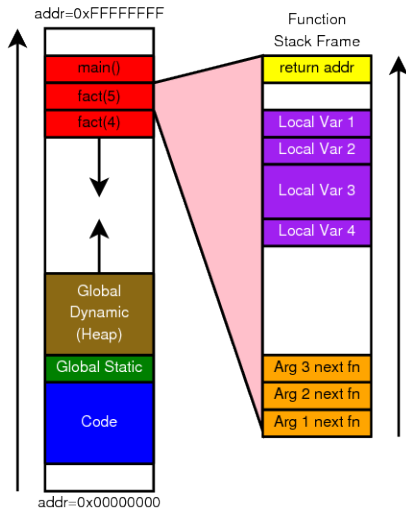 addr=0xFFFFFFFF
main()
fact(5)
fact(4)
Global
Dynamic
(Heap)
Global Static
Code
addr=0x00000000
Function
Stack Frame
return addr
Local Var 1
Local Var 2
Local Var 3
Local Var 4
Arg 3 next fn
Arg 2 next fn
Arg 1 next fn